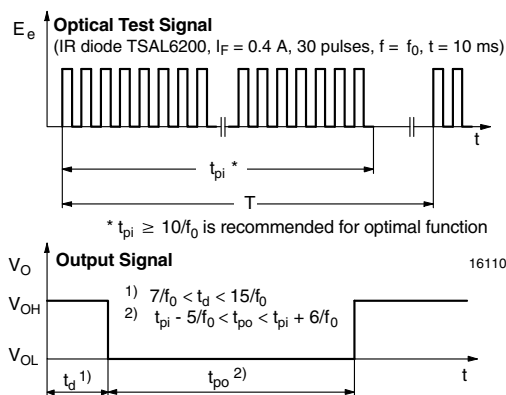 E_e Optical Test Signal
(IR diode TSAL6200, I_F = 0.4 A, 30 pulses, f = f_0, t = 10 ms)
t
t_pi *
T
* t_pi ≥ 10/f_0 is recommended for optimal function
V_O Output Signal 16110
V_OH
1) 7/f_0 < t_d < 15/f_0
2) t_pi - 5/f_0 < t_po < t_pi + 6/f_0
V_OL
t_d 1) t_po 2) t